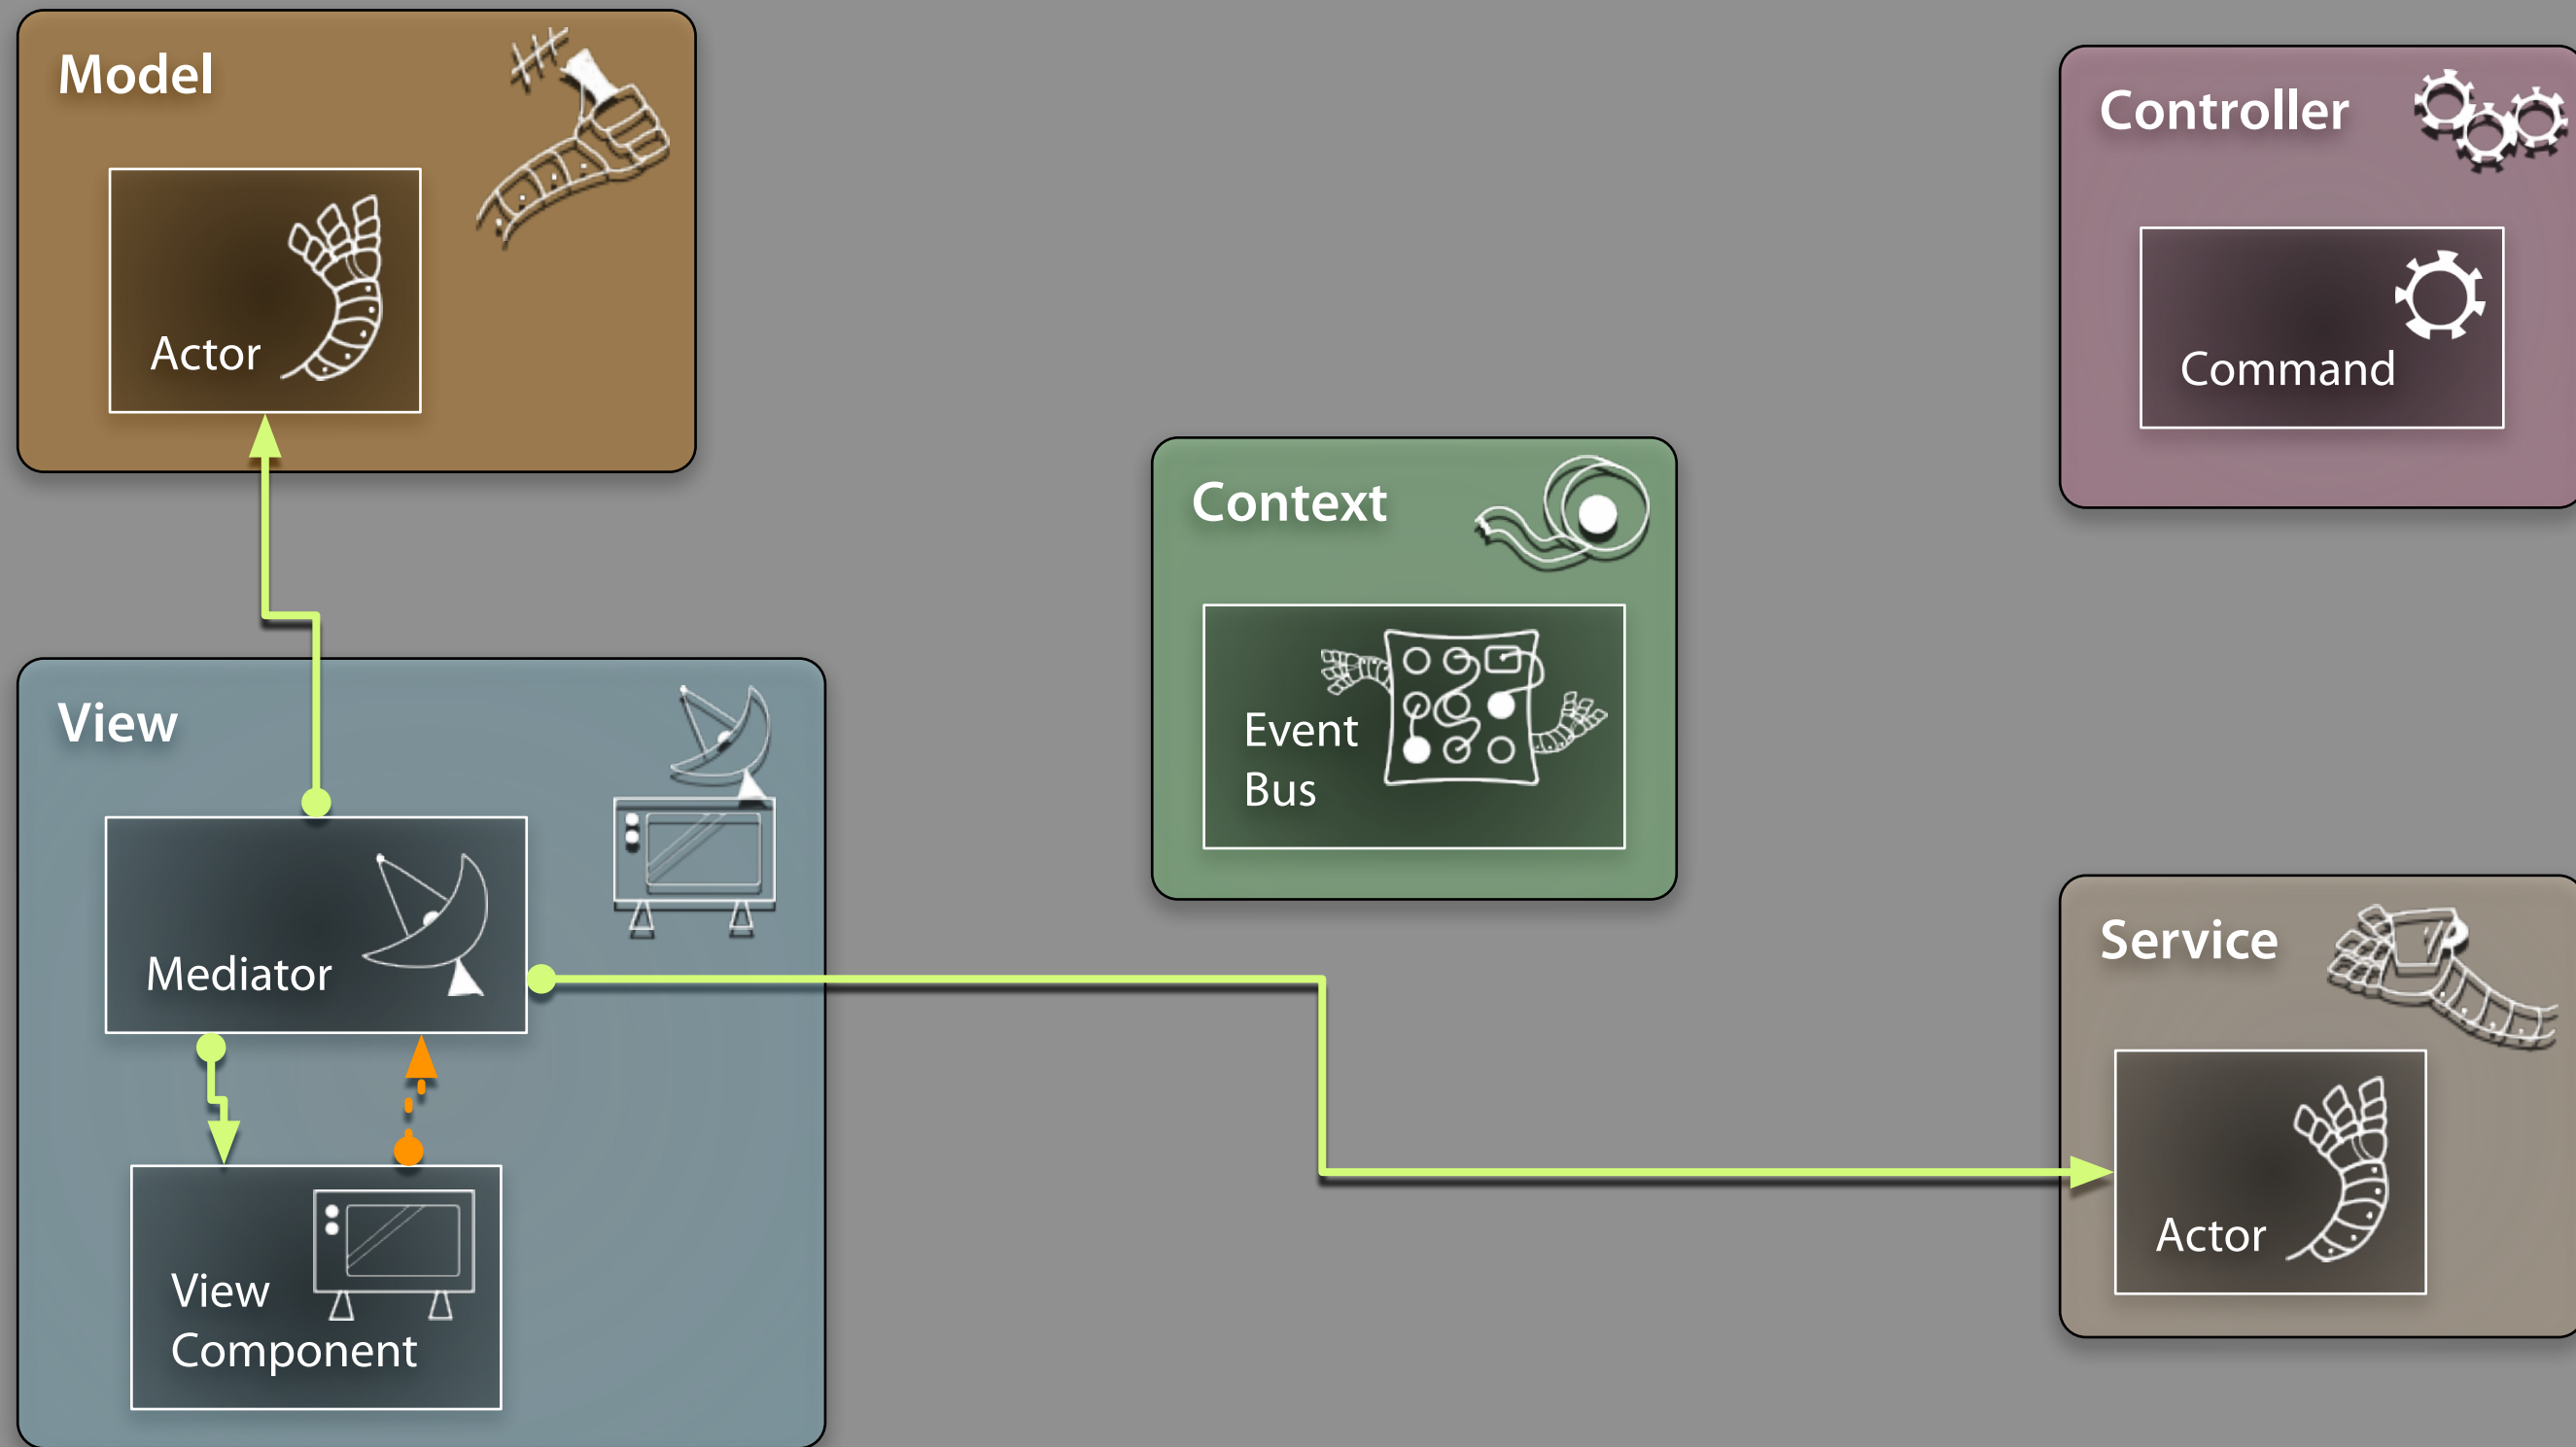 Model
Actor
View
Mediator
View
Component
Context
Event
Bus
Controller
Command
Service
Actor